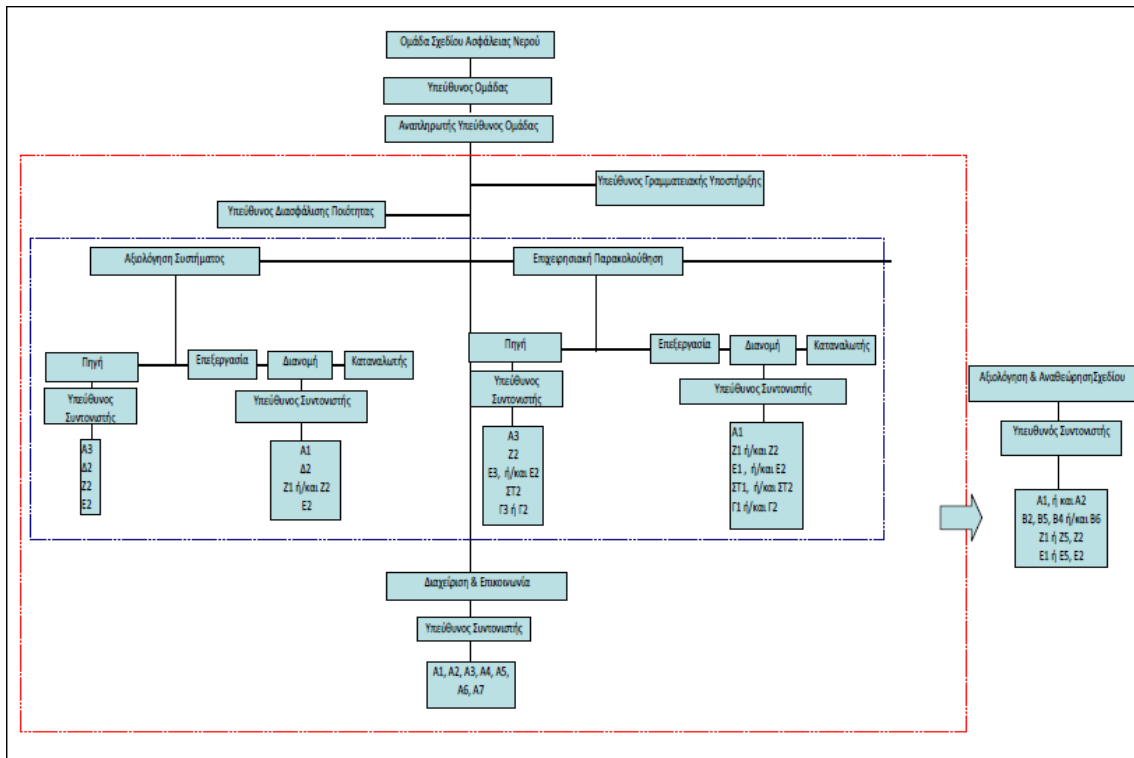 Ομάδα Σχεδίου Ασφάλειας Νερού
Υπεύθυνος Ομάδας
Αναπληρωτής Υπεύθυνος Ομάδας
Υπεύθυνος Γραμματειακής Υποστήριξης
Υπεύθυνος Διασφάλισης Ποιότητας
Αξιολόγηση Συστήματος
Επιχειρησιακή Παρακολούθηση
Πηγή
Επεξεργασία
Διανομή
Καταναλωτής
Υπεύθυνος
Συντονιστής
Υπεύθυνος Συντονιστής
Α3
Δ2
Ζ2
Ε2
Α1
Δ2
Ζ1 ή/και Ζ2
Ε2
Πηγή
Επεξεργασία
Διανομή
Καταναλωτής
Υπεύθυνος
Συντονιστής
Υπεύθυνος Συντονιστής
Α3
Ζ2
Ε3, ή/και Ε2
ΣΤ2
Γ3 ή Γ2
Α1
Ζ1 ή/και Ζ2
Ε1 , ή/και Ε2
ΣΤ1, ή/και ΣΤ2
Γ1 ή/και Γ2
Αξιολόγηση & ΑναθεώρησηΣχεδίου
Υπευθυνός Συντονιστής
Α1, ή και Α2
Β2, Β5, Β4 ή/και Β6
Ζ1 ή Ζ5, Ζ2
Ε1 ή Ε5, Ε2
Διαχείριση & Επικοινωνία
Υπεύθυνος Συντονιστής
Α1, Α2, Α3, Α4, Α5,
Α6, Α7